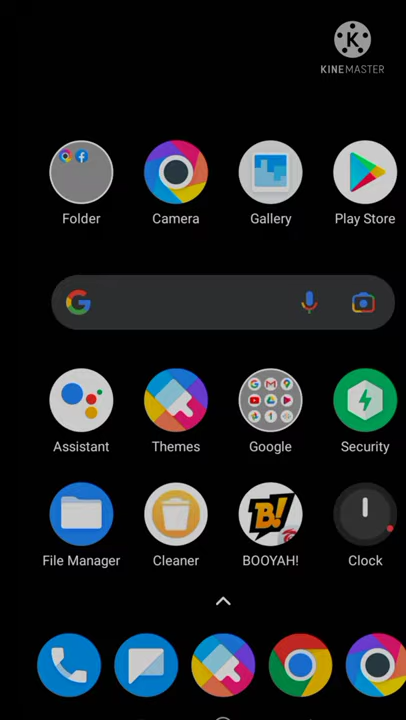 KINEMASTER
Folder Camera Gallery Play Store
Assistant Themes Google Security
B!
File Manager Cleaner BOOYAH! Clock